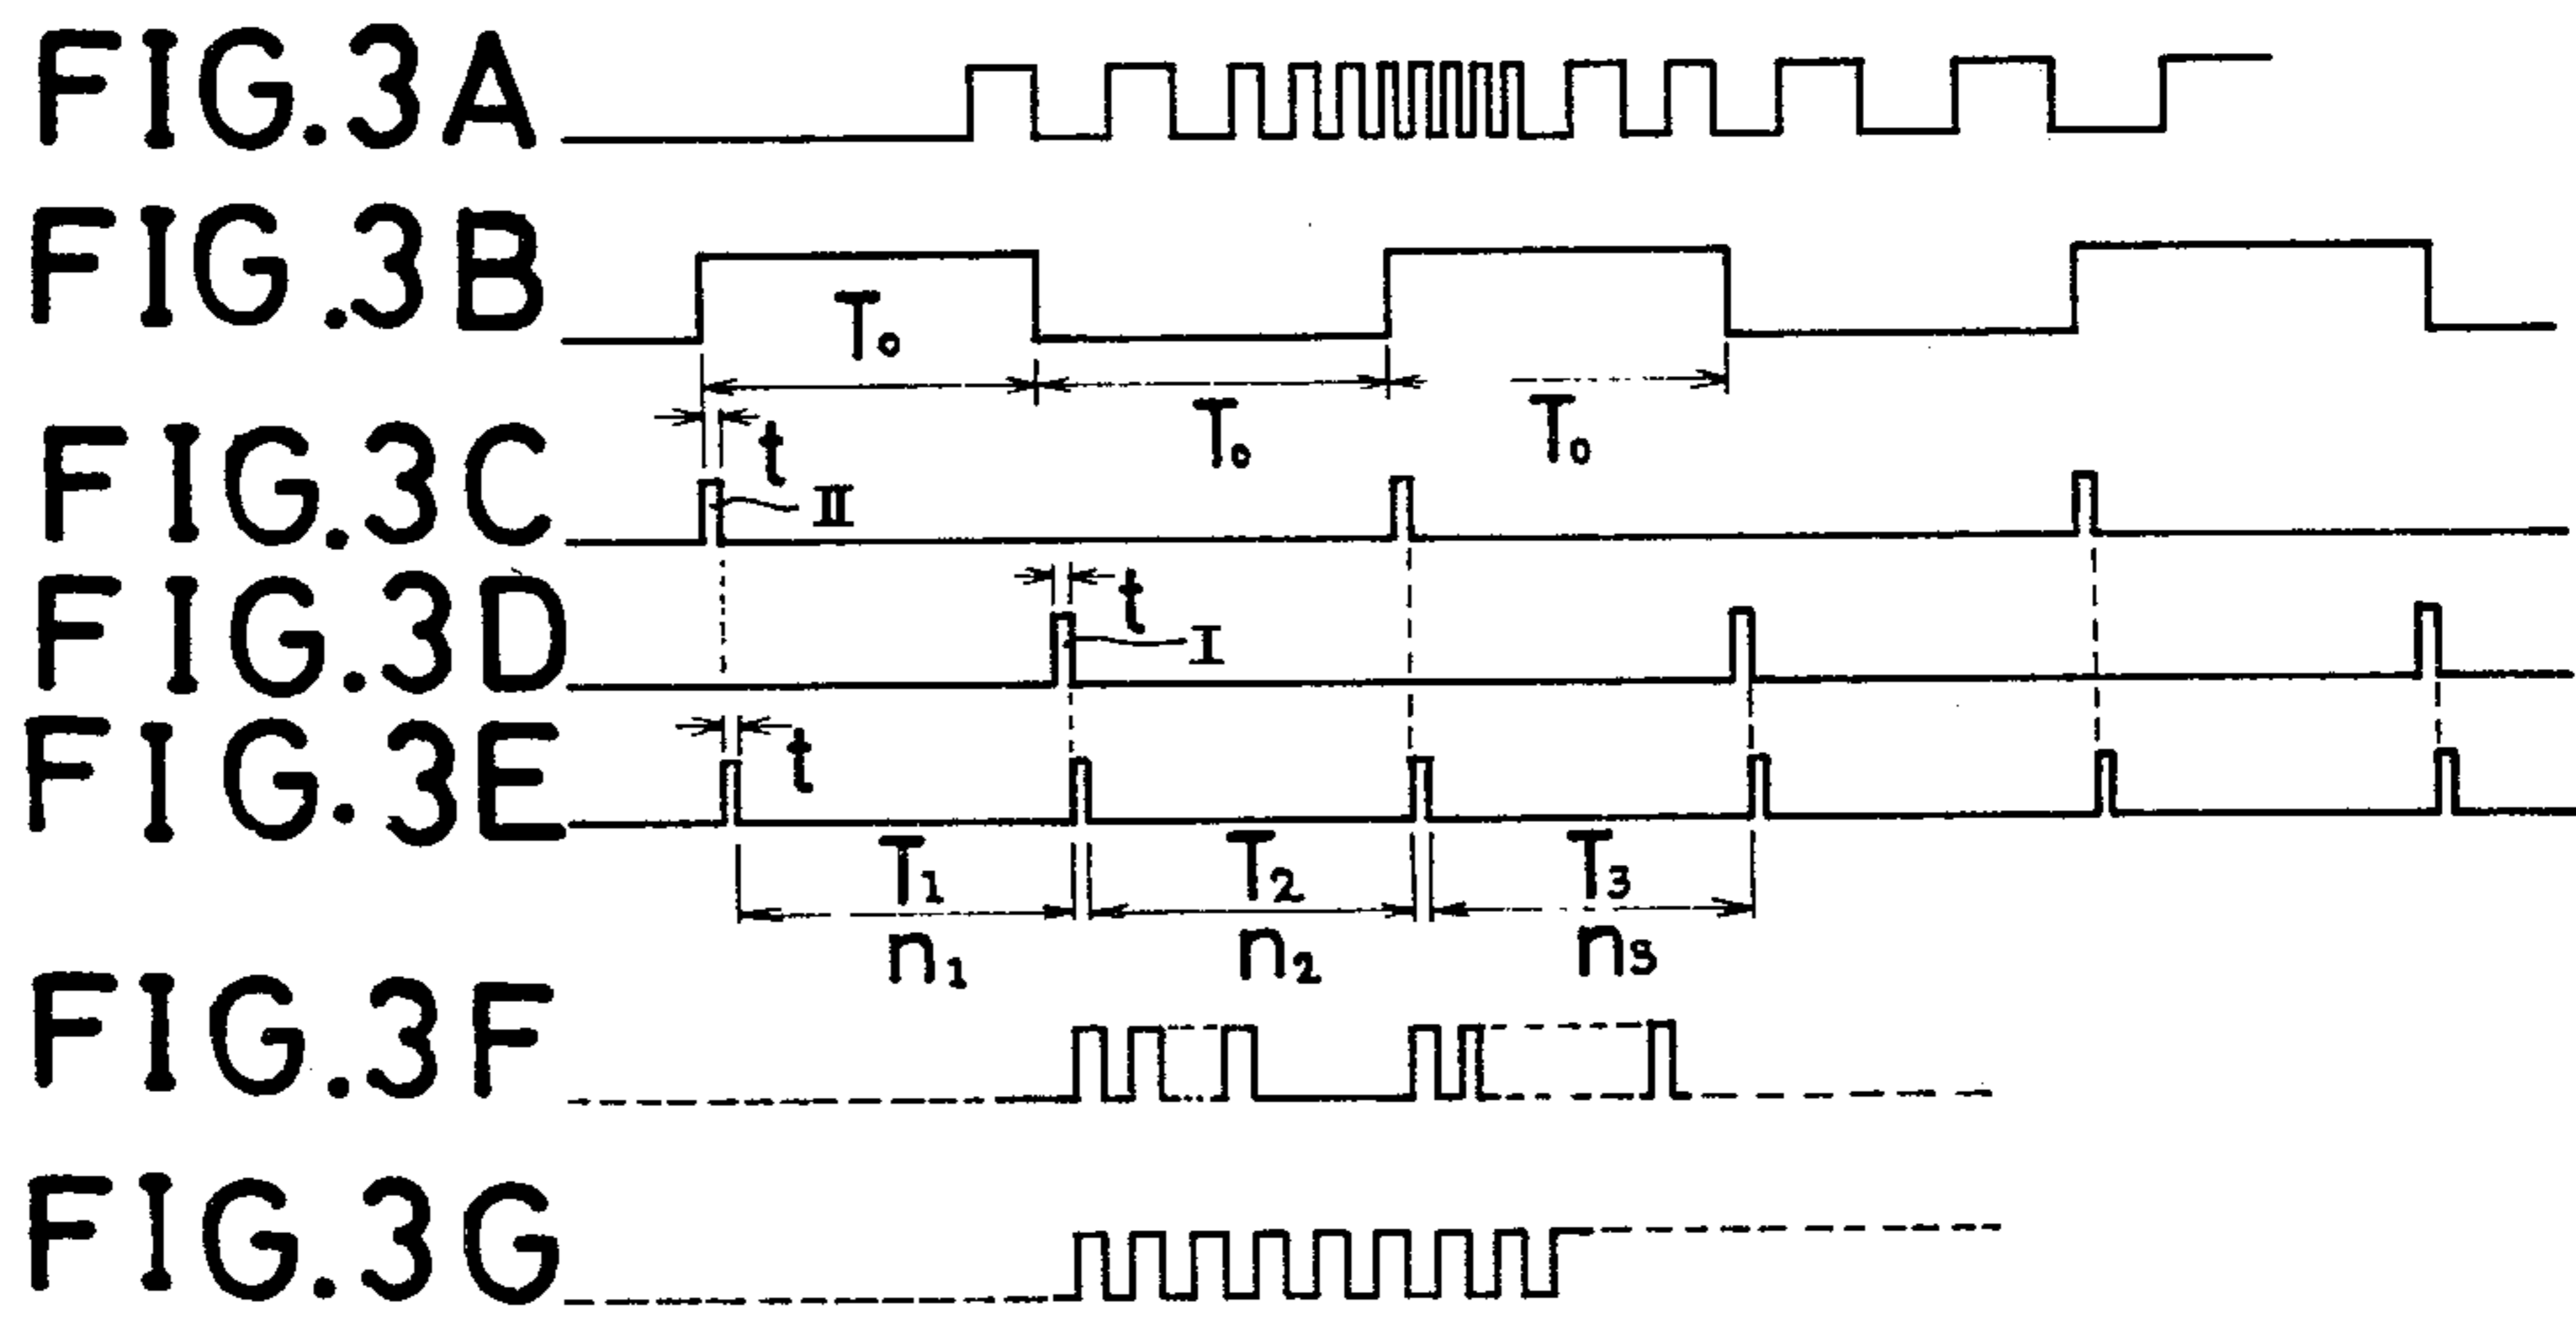 FIG.3A
FIG.3B
T₀
T₀
T₀
FIG.3C
t
II
FIG.3D
t
I
FIG.3E
t
T₁
T₂
T₃
n₁
n₂
n₃
FIG.3F
FIG.3G